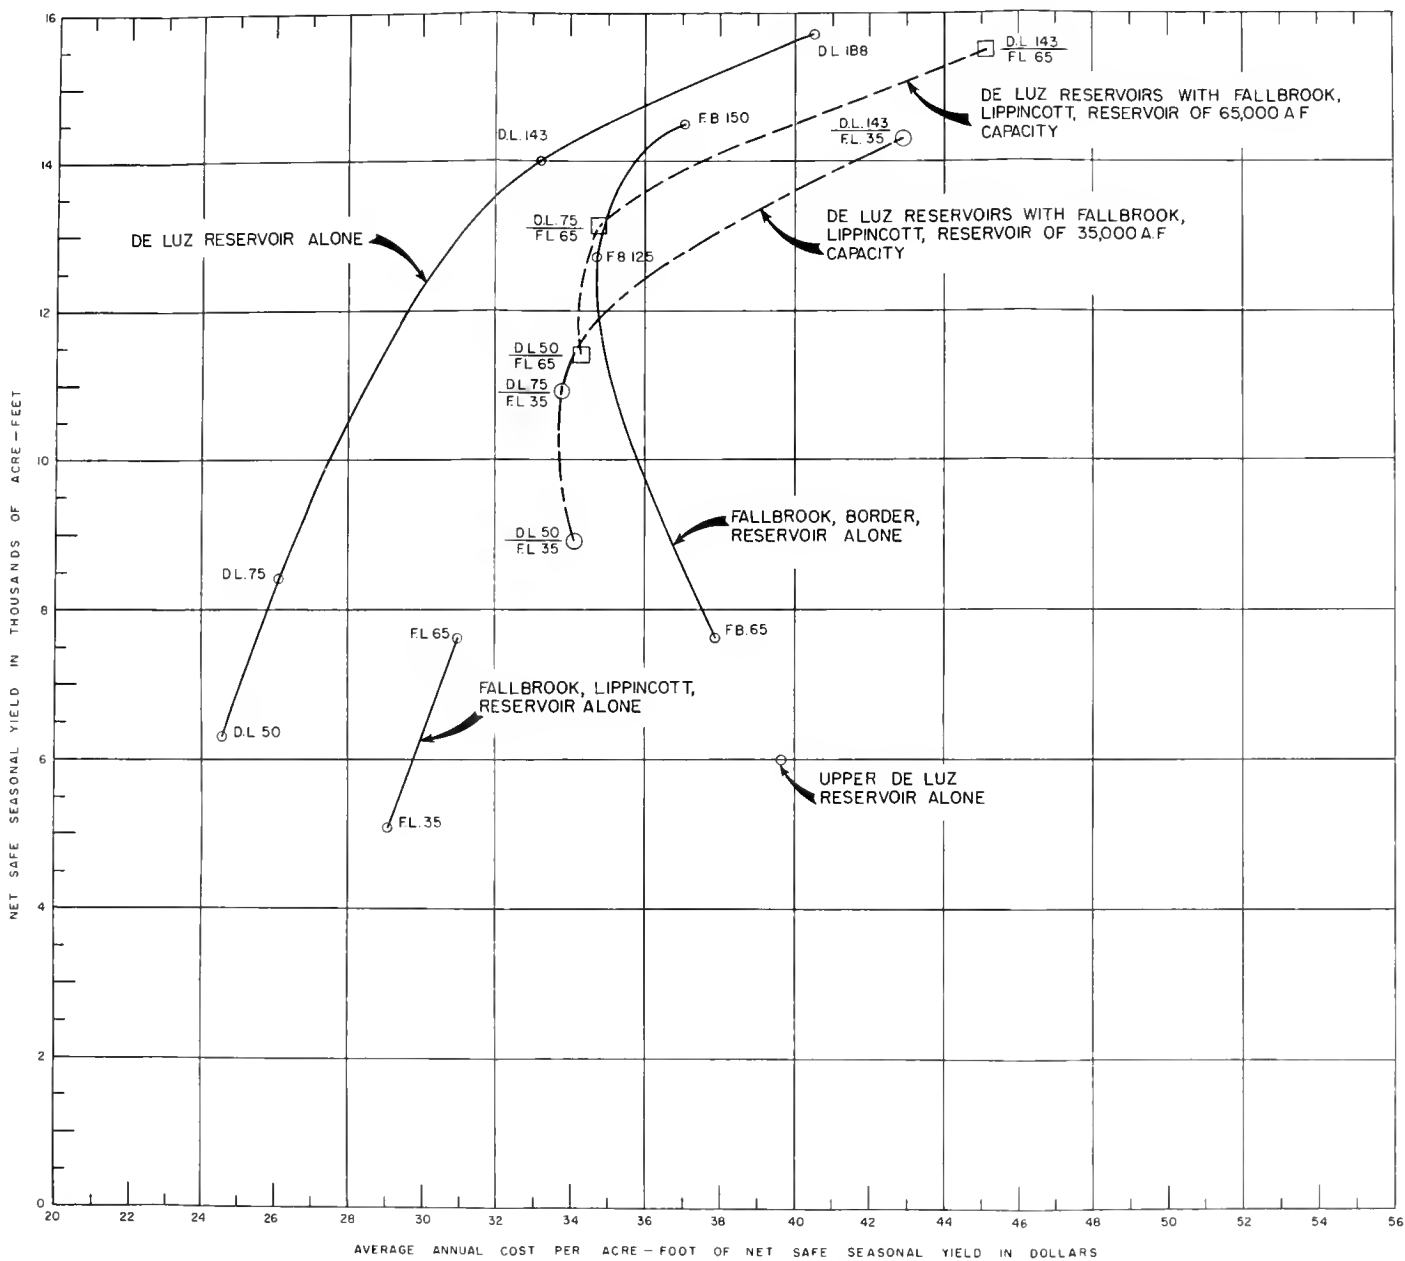 16
14
12
10
8
6
4
2
0
20 22 24 26 28 30 32 34 36 38 40 42 44 46 48 50 52 54 56
NET SAFE SEASONAL YIELD IN THOUSANDS OF ACRE-FEET
AVERAGE ANNUAL COST PER ACRE-FOOT OF NET SAFE SEASONAL YIELD IN DOLLARS
D L 188
D.L 143
FL 65
DE LUZ RESERVOIRS WITH FALLBROOK,
LIPPINCOTT, RESERVOIR OF 65,000 A F
CAPACITY
F.B 150
D.L.143
D.L.143
F.L.35
DE LUZ RESERVOIRS WITH FALLBROOK,
LIPPINCOTT, RESERVOIR OF 35,000 A.F
CAPACITY
D.L.75
FL 65
DE LUZ RESERVOIR ALONE
F B 125
D L 50
FL 65
D L.75
F.L 35
D L 50
F.L 35
FALLBROOK, BORDER,
RESERVOIR ALONE
D L.75
F.L 65
F B.65
FALLBROOK, LIPPINCOTT,
RESERVOIR ALONE
D.L 50
UPPER DE LUZ
RESERVOIR ALONE
F.L.35